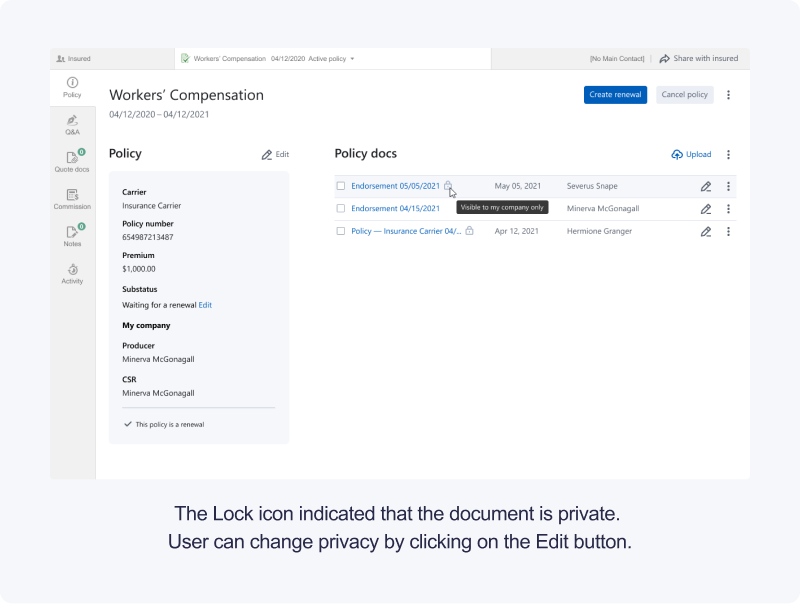 Insured
Workers' Compensation 04/12/2020 Active policy
[No Main Contact]
Share with insured
Policy
Q&A
0
Quote docs
Commission
0
Notes
Activity
Workers' Compensation
04/12/2020 – 04/12/2021
Create renewal
Cancel policy
Policy
Edit
Carrier
Insurance Carrier
Policy number
654987213487
Premium
$1,000.00
Substatus
Waiting for a renewal Edit
My company
Producer
Minerva McGonagall
CSR
Minerva McGonagall
This policy is a renewal
Policy docs
Upload
Endorsement 05/05/2021 May 05, 2021 Severus Snape
Visible to my company only
Endorsement 04/15/2021 Minerva McGonagall
Policy — Insurance Carrier 04/... Apr 12, 2021 Hermione Granger
The Lock icon indicated that the document is private.
User can change privacy by clicking on the Edit button.